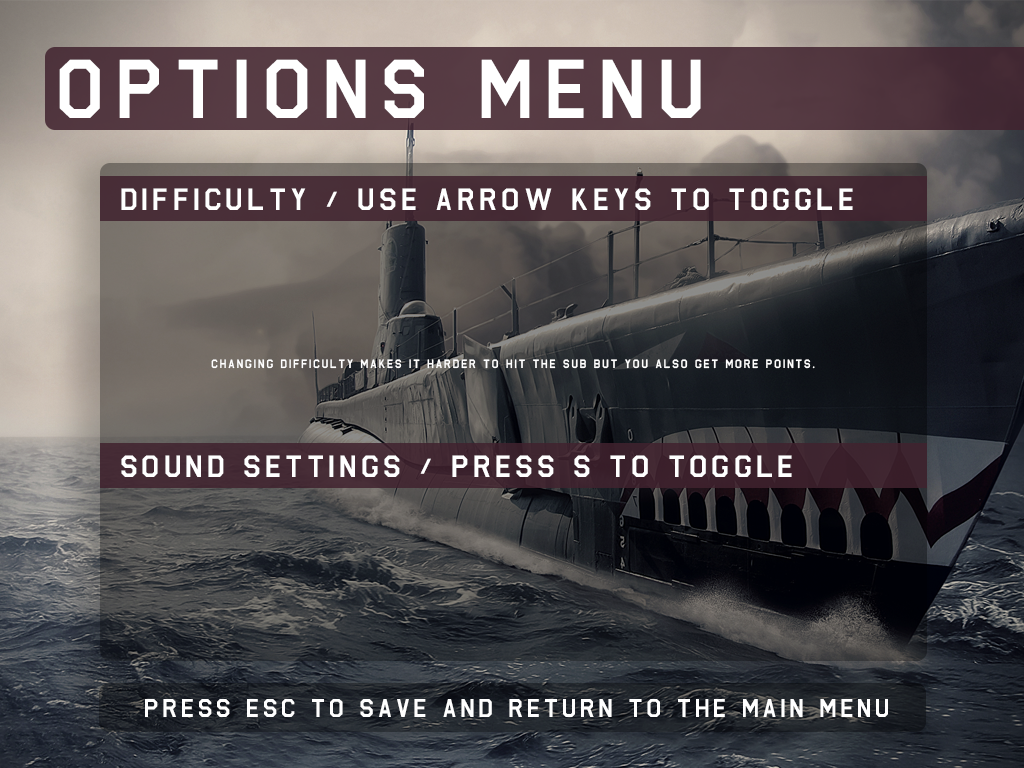 OPTIONS MENU
DIFFICULTY / USE ARROW KEYS TO TOGGLE
CHANGING DIFFICULTY MAKES IT HARDER TO HIT THE SUB BUT YOU ALSO GET MORE POINTS.
SOUND SETTINGS / PRESS S TO TOGGLE
PRESS ESC TO SAVE AND RETURN TO THE MAIN MENU